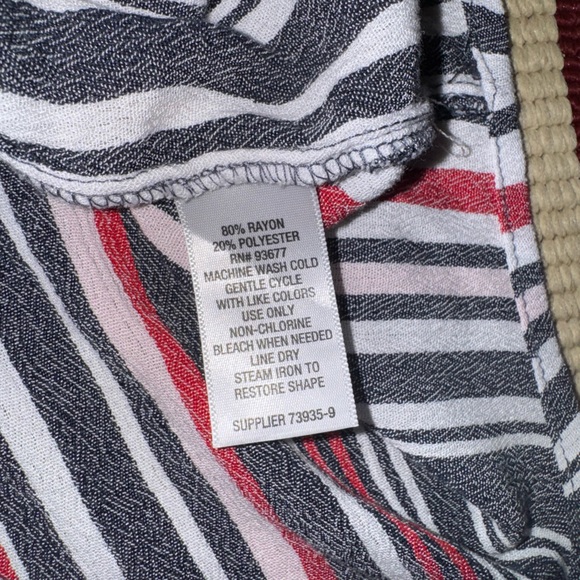 80% RAYON
20% POLYESTER
RN# 93677
MACHINE WASH COLD
GENTLE CYCLE
WITH LIKE COLORS
USE ONLY
NON-CHLORINE
BLEACH WHEN NEEDED
LINE DRY
STEAM IRON TO
RESTORE SHAPE
SUPPLIER 73935-9